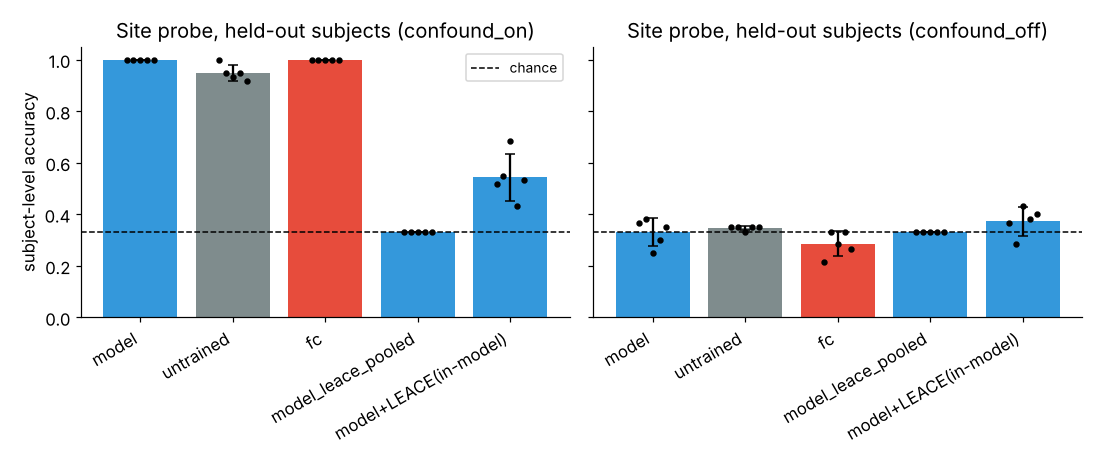 Site probe, held-out subjects (confound_on)
Site probe, held-out subjects (confound_off)
subject-level accuracy
1.0
0.8
0.6
0.4
0.2
0.0
chance
model
untrained
fc
model_leace_pooled
model+LEACE(in-model)
model
untrained
fc
model_leace_pooled
model+LEACE(in-model)